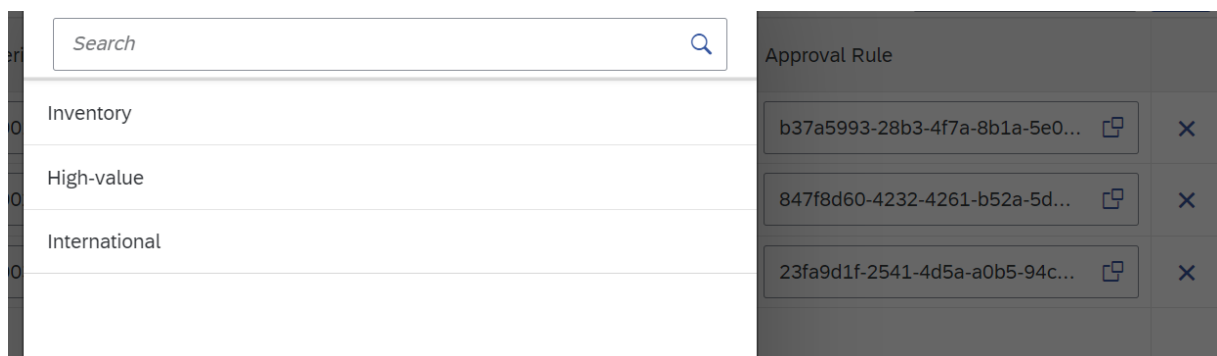 Search
Approval Rule
Inventory
b37a5993-28b3-4f7a-8b1a-5e0...
High-value
847f8d60-4232-4261-b52a-5d...
International
23fa9d1f-2541-4d5a-a0b5-94c...